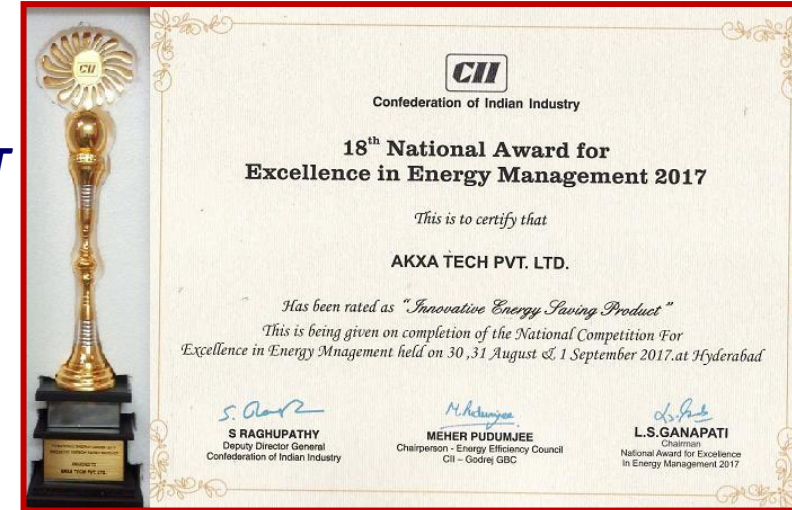 T
CII
CII
Confederation of Indian Industry
18th National Award for
Excellence in Energy Management 2017
This is to certify that
AKXA TECH PVT. LTD.
Has been rated as "Innovative Energy Saving Product"
This is being given on completion of the National Competition For
Excellence in Energy Mnagement held on 30 ,31 August & 1 September 2017.at Hyderabad
S RAGHUPATHY
Deputy Director General
Confederation of Indian Industry
MEHER PUDUMJEE
Chairperson - Energy Efficiency Council
CII – Godrej GBC
L.S.GANAPATI
Chairman
National Award for Excellence
In Energy Management 2017
AKXA TECH PVT. LTD.